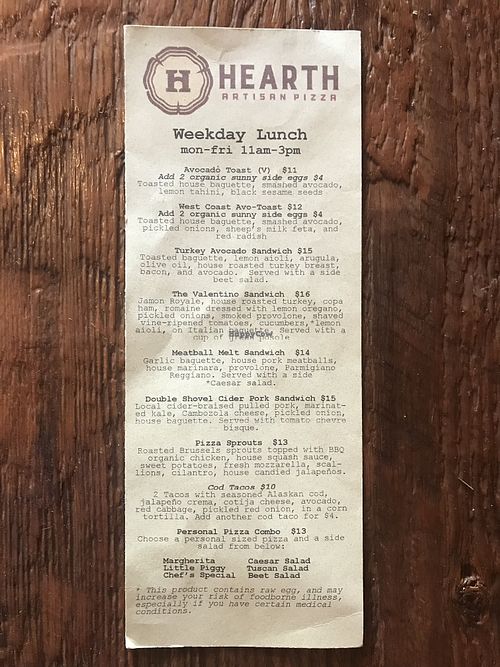 H HEARTH
ARTISAN PIZZA
Weekday Lunch
mon-fri 11am-3pm
Avocado Toast (V) $11
Add 2 organic sunny side eggs $4
Toasted house baguette, smashed avocado,
lemon tahini, black sesame seeds
West Coast Avo-Toast $12
Add 2 organic sunny side eggs $4
Toasted house baguette, smashed avocado,
pickled onions, sheep's milk feta, and
red radish
Turkey Avocado Sandwich $15
Toasted baguette, lemon aioli, arugula,
olive oil, house roasted turkey breast,
bacon, and avocado. Served with a side
beet salad.
The Valentino Sandwich $16
Jamon Royale, house roasted turkey, copa
ham, romaine dressed with lemon oregano,
pickled onions, smoked provolone, shaved
vine-ripened tomatoes, cucumbers,*lemon
aioli, on Italian baguette. Served with a
HappyCow
cup of
Meatball Melt Sandwich $14
Garlic baguette, house pork meatballs,
house marinara, provolone, Parmigiano
Reggiano. Served with a side
*Caesar salad.
Double Shovel Cider Pork Sandwich $15
Local cider-braised pulled pork, marinat-
ed kale, Cambozola cheese, pickled onion,
house baguette. Served with tomato chevre
bisque.
Pizza Sprouts $13
Roasted Brussels sprouts topped with BBQ
organic chicken, house squash sauce,
sweet potatoes, fresh mozzarella, scal-
lions, cilantro, house candied jalapeños.
Cod Tacos $10
2 Tacos with seasoned Alaskan cod,
jalapeño crema, cotija cheese, avocado,
red cabbage, pickled red onion, in a corn
tortilla. Add another cod taco for $4.
Personal Pizza Combo $13
Choose a personal sized pizza and a side
salad from below:
Margherita Caesar Salad
Little Piggy Tuscan Salad
Chef's Special Beet Salad
* This product contains raw egg, and may
increase your risk of foodborne illness,
especially if you have certain medical
conditions.